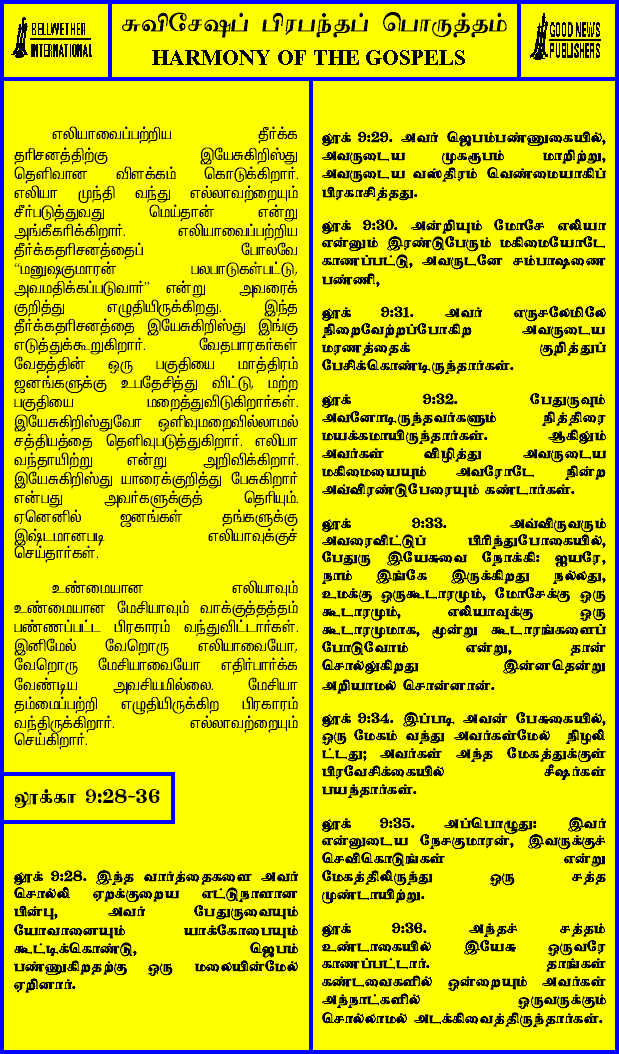 BELLWETHER
INTERNATIONAL
சுவிசேஷப் பிரபந்தப் பொருத்தம்
HARMONY OF THE GOSPELS
GOOD NEWS
PUBLISHERS
எலியாவைப்பற்றிய தீர்க்க
தரிசனத்திற்கு இயேசுகிறிஸ்து
தெளிவான விளக்கம் கொடுக்கிறார்.
எலியா முந்தி வந்து எல்லாவற்றையும்
சீர்படுத்துவது மெய்தான் என்று
அங்கீகரிக்கிறார். எலியாவைப்பற்றிய
தீர்க்கதரிசனத்தைப் போலவே
“மனுஷகுமாரன் பலபாடுகள்பட்டு,
அவமதிக்கப்படுவார்” என்று அவரைக்
குறித்து எழுதியிருக்கிறது. இந்த
தீர்க்கதரிசனத்தை இயேசுகிறிஸ்து இங்கு
எடுத்துக்கூறுகிறார். வேதபாரகர்கள்
வேதத்தின் ஒரு பகுதியை மாத்திரம்
ஜனங்களுக்கு உபதேசித்து விட்டு, மற்ற
பகுதியை மறைத்துவிடுகிறார்கள்.
இயேசுகிறிஸ்துவோ ஒளிவுமறைவில்லாமல்
சத்தியத்தை தெளிவுபடுத்துகிறார். எலியா
வந்தாயிற்று என்று அறிவிக்கிறார்.
இயேசுகிறிஸ்து யாரைக்குறித்து பேசுகிறார்
என்பது அவர்களுக்குத் தெரியும்.
ஏனெனில் ஜனங்கள் தங்களுக்கு
இஷ்டமானபடி எலியாவுக்குச்
செய்தார்கள்.
உண்மையான எலியாவும்
உண்மையான மேசியாவும் வாக்குத்தத்தம்
பண்ணப்பட்ட பிரகாரம் வந்துவிட்டார்கள்.
இனிமேல் வேறொரு எலியாவையோ,
வேறொரு மேசியாவையோ எதிர்பார்க்க
வேண்டிய அவசியமில்லை. மேசியா
தம்மைப்பற்றி எழுதியிருக்கிற பிரகாரம்
வந்திருக்கிறார். எல்லாவற்றையும்
செய்கிறார்.
லூக்கா 9:28-36
லூக் 9:28. இந்த வார்த்தைகளை அவர்
சொல்லி ஏறக்குறைய எட்டுநாளான
பின்பு, அவர் பேதுருவையும்
யோவானையும் யாக்கோபையும்
கூட்டிக்கொண்டு, ஜெபம்
பண்ணுகிறதற்கு ஒரு மலையின்மேல்
ஏறினார்.
லூக் 9:29. அவர் ஜெபம்பண்ணுகையில்,
அவருடைய முகரூபம் மாறிற்று,
அவருடைய வஸ்திரம் வெண்மையாகிப்
பிரகாசித்தது.
லூக் 9:30. அன்றியும் மோசே எலியா
என்னும் இரண்டுபேரும் மகிமையோடே
காணப்பட்டு, அவருடனே சம்பாஷணை
பண்ணி,
லூக் 9:31. அவர் எருசலேமிலே
நிறைவேற்றப்போகிற அவருடைய
மரணத்தைக் குறித்துப்
பேசிக்கொண்டிருந்தார்கள்.
லூக் 9:32. பேதுருவும்
அவனோடிருந்தவர்களும் நித்திரை
மயக்கமாயிருந்தார்கள். ஆகிலும்
அவர்கள் விழித்து அவருடைய
மகிமையையும் அவரோடே நின்ற
அவ்விரண்டுபேரையும் கண்டார்கள்.
லூக் 9:33. அவ்விருவரும்
அவரைவிட்டுப் பிரிந்துபோகையில்,
பேதுரு இயேசுவை நோக்கி: ஐயரே,
நாம் இங்கே இருக்கிறது நல்லது,
உமக்கு ஒருகூடாரமும், மோசேக்கு ஒரு
கூடாரமும், எலியாவுக்கு ஒரு
கூடாரமுமாக, மூன்று கூடாரங்களைப்
போடுவோம் என்று, தான்
சொல்லுகிறது இன்னதென்று
அறியாமல் சொன்னான்.
லூக் 9:34. இப்படி அவன் பேசுகையில்,
ஒரு மேகம் வந்து அவர்கள்மேல் நிழலி
ட்டது; அவர்கள் அந்த மேகத்துக்குள்
பிரவேசிக்கையில் சீஷர்கள்
பயந்தார்கள்.
லூக் 9:35. அப்பொழுது: இவர்
என்னுடைய நேசகுமாரன், இவருக்குச்
செவிகொடுங்கள் என்று
மேகத்திலிருந்து ஒரு சத்த
முண்டாயிற்று.
லூக் 9:36. அந்தச் சத்தம்
உண்டாகையில் இயேசு ஒருவரே
காணப்பட்டார். தாங்கள்
கண்டவைகளில் ஒன்றையும் அவர்கள்
அந்நாட்களில் ஒருவருக்கும்
சொல்லாமல் அடக்கிவைத்திருந்தார்கள்.